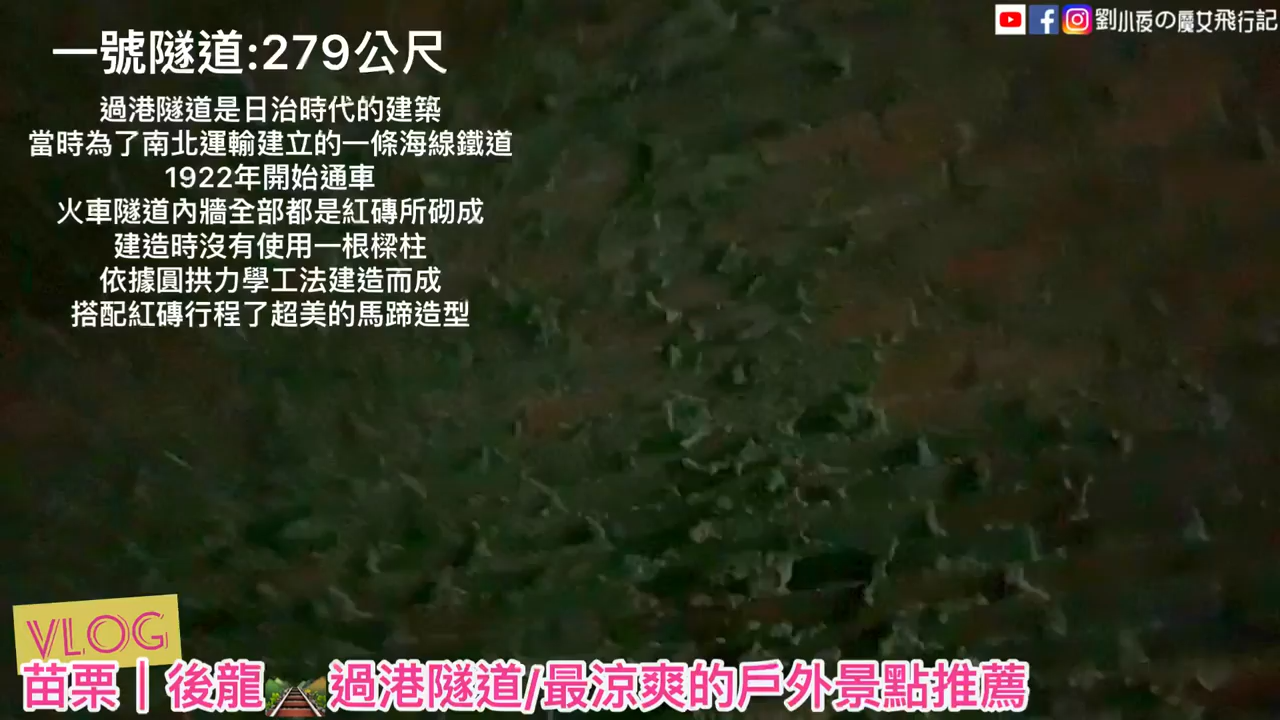 劉小夜の魔女飛行記
一號隧道:279公尺
過港隧道是日治時代的建築
當時為了南北運輸建立的一條海線鐵道
1922年開始通車
火車隧道內牆全部都是紅磚所砌成
建造時沒有使用一根樑柱
依據圓拱力學工法建造而成
搭配紅磚行程了超美的馬蹄造型
VLOG
苗栗|後龍🛤️過港隧道/最涼爽的戶外景點推薦